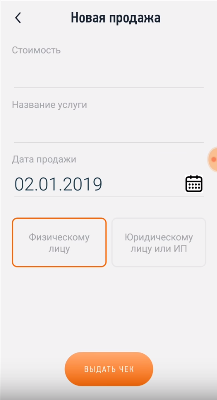 Новая продажа
Стоимость
Название услуги
Дата продажи
02.01.2019
Физическому
лицу
Юридическому
лицу или ИП
ВЫДАТЬ ЧЕК